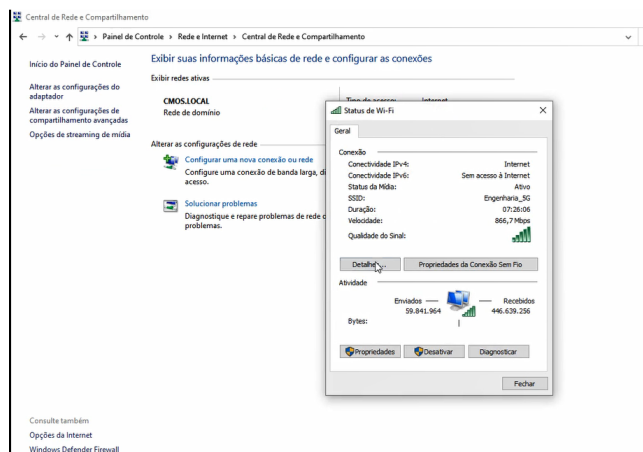 Central de Rede e Compartilhamento
Painel de Controle > Rede e Internet > Central de Rede e Compartilhamento
Início do Painel de Controle
Alterar as configurações do
adaptador
Alterar as configurações de
compartilhamento avançadas
Opções de streaming de mídia
Exibir suas informações básicas de rede e configurar as conexões
Exibir redes ativas
CMOS.LOCAL
Rede de domínio
Tipo de acesso: Internet
Alterar as configurações de rede
Configurar uma nova conexão ou rede
Configure uma conexão de banda larga, di
acesso.
Solucionar problemas
Diagnostique e repare problemas de rede o
problemas.
Status de Wi-Fi
Geral
Conexão
Conectividade IPv4: Internet
Conectividade IPv6: Sem acesso à Internet
Status da Mídia: Ativo
SSID: Engenharia_5G
Duração: 07:26:06
Velocidade: 866,7 Mbps
Qualidade do Sinal:
Detalhes... Propriedades da Conexão Sem Fio
Atividade
Enviados — Recebidos
Bytes: 59.841.964 446.639.256
Propriedades Desativar Diagnosticar
Fechar
Consulte também
Opções da Internet
Windows Defender Firewall